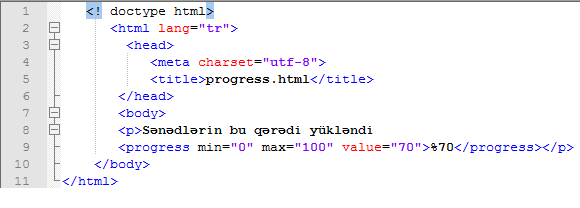 1 <! doctype html>
2 <html lang="tr">
3 <head>
4 <meta charset="utf-8">
5 <title>progress.html</title>
6 </head>
7 <body>
8 <p>Sənədlərin bu qərədi yükləndi
9 <progress min="0" max="100" value="70">%70</progress></p>
10 </body>
11 </html>